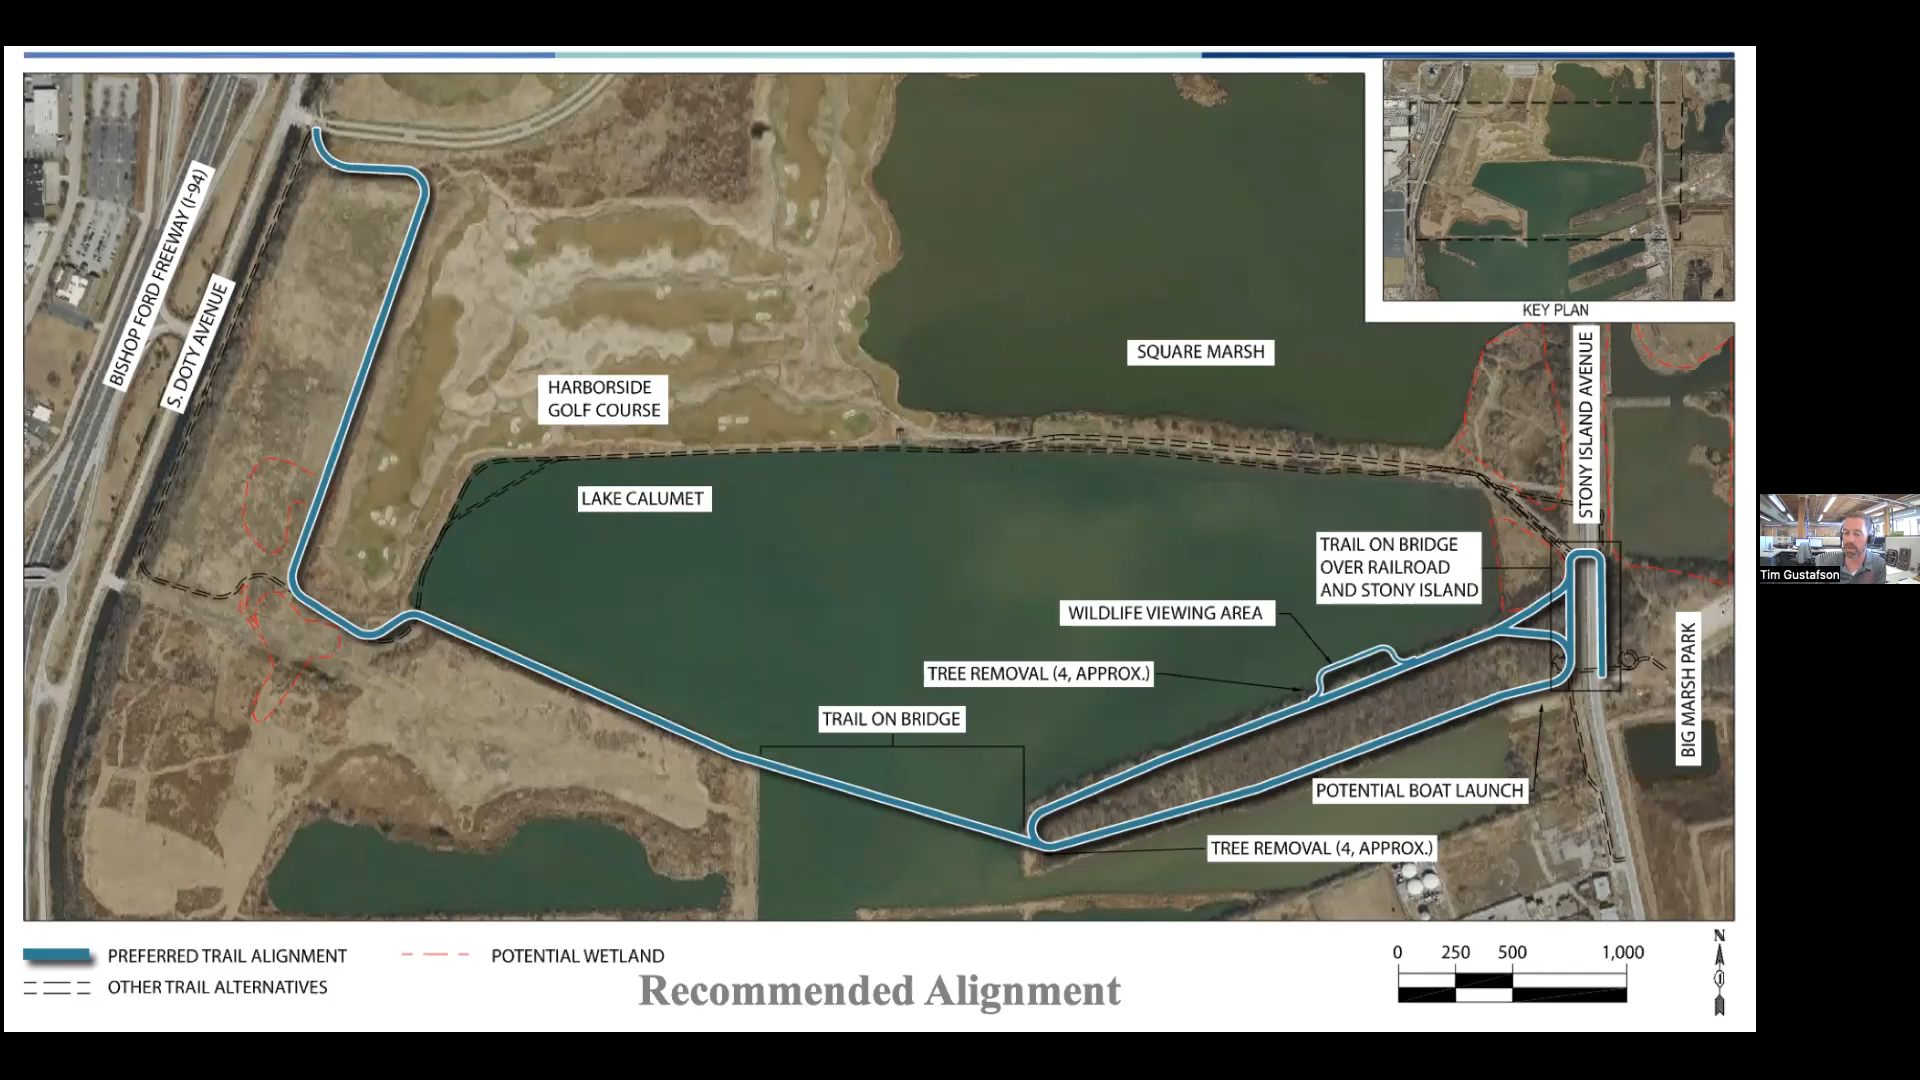 KEY PLAN
BISHOP FORD FREEWAY (I-94)
S. DOTY AVENUE
HARBORSIDE
GOLF COURSE
SQUARE MARSH
STONY ISLAND AVENUE
LAKE CALUMET
TRAIL ON BRIDGE
OVER RAILROAD
AND STONY ISLAND
WILDLIFE VIEWING AREA
TREE REMOVAL (4, APPROX.)
TRAIL ON BRIDGE
BIG MARSH PARK
POTENTIAL BOAT LAUNCH
TREE REMOVAL (4, APPROX.)
Tim Gustafson
PREFERRED TRAIL ALIGNMENT
POTENTIAL WETLAND
OTHER TRAIL ALTERNATIVES
Recommended Alignment
0 250 500 1,000
N